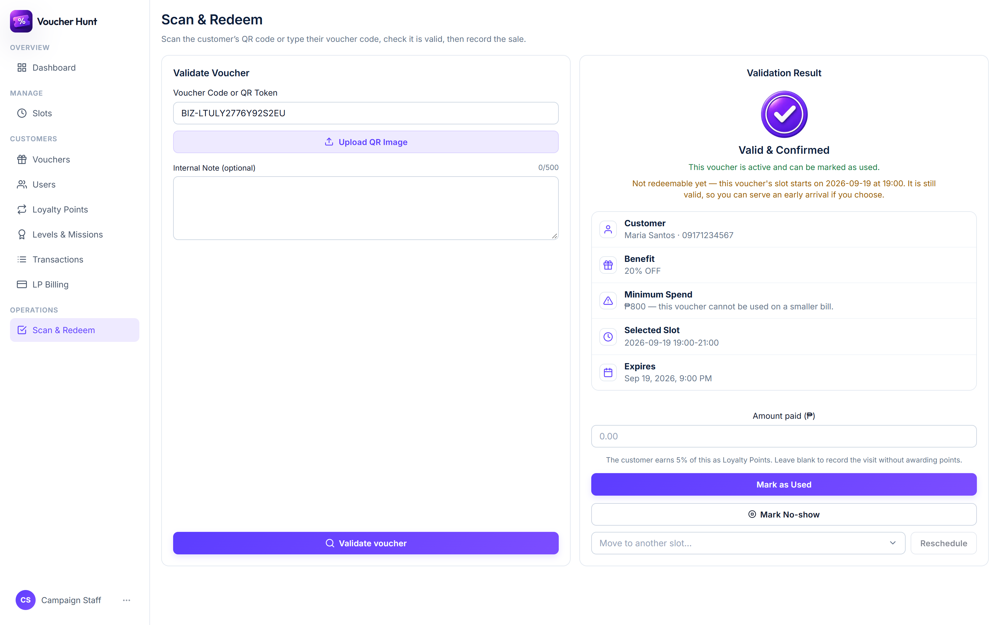 %
Voucher Hunt
OVERVIEW
Dashboard
MANAGE
Slots
CUSTOMERS
Vouchers
Users
Loyalty Points
Levels & Missions
Transactions
LP Billing
OPERATIONS
Scan & Redeem
CS
Campaign Staff
Scan & Redeem
Scan the customer’s QR code or type their voucher code, check it is valid, then record the sale.
Validate Voucher
Voucher Code or QR Token
BIZ-LTULY2776Y92S2EU
Upload QR Image
Internal Note (optional)
0/500
Validate voucher
Validation Result
Valid & Confirmed
This voucher is active and can be marked as used.
Not redeemable yet — this voucher's slot starts on 2026-09-19 at 19:00. It is still
valid, so you can serve an early arrival if you choose.
Customer
Maria Santos · 09171234567
Benefit
20% OFF
Minimum Spend
₱800 — this voucher cannot be used on a smaller bill.
Selected Slot
2026-09-19 19:00-21:00
Expires
Sep 19, 2026, 9:00 PM
Amount paid (₱)
0.00
The customer earns 5% of this as Loyalty Points. Leave blank to record the visit without awarding points.
Mark as Used
Mark No-show
Move to another slot...
Reschedule